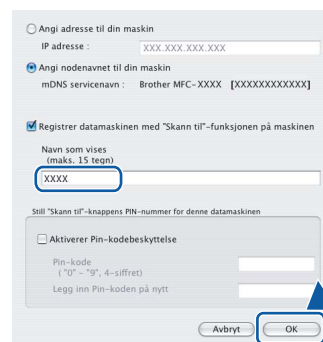 Angi adresse til din maskin
IP adresse : XXX.XXX.XXX.XXX
Angi nodenavnet til din maskin
mDNS servicenavn : Brother MFC-XXXX [XXXXXXXXXXXX]
Registrer datamaskinen med "Skann til"-funksjonen på maskinen
Navn som vises
(maks. 15 tegn)
XXXX
Still "Skann til"-knappens PIN-nummer for denne datamaskinen
Aktiverer Pin-kodebeskyttelse
Pin-kode
( "0" - "9", 4-siffret)
Legg inn Pin-koden på nytt
Avbryt OK